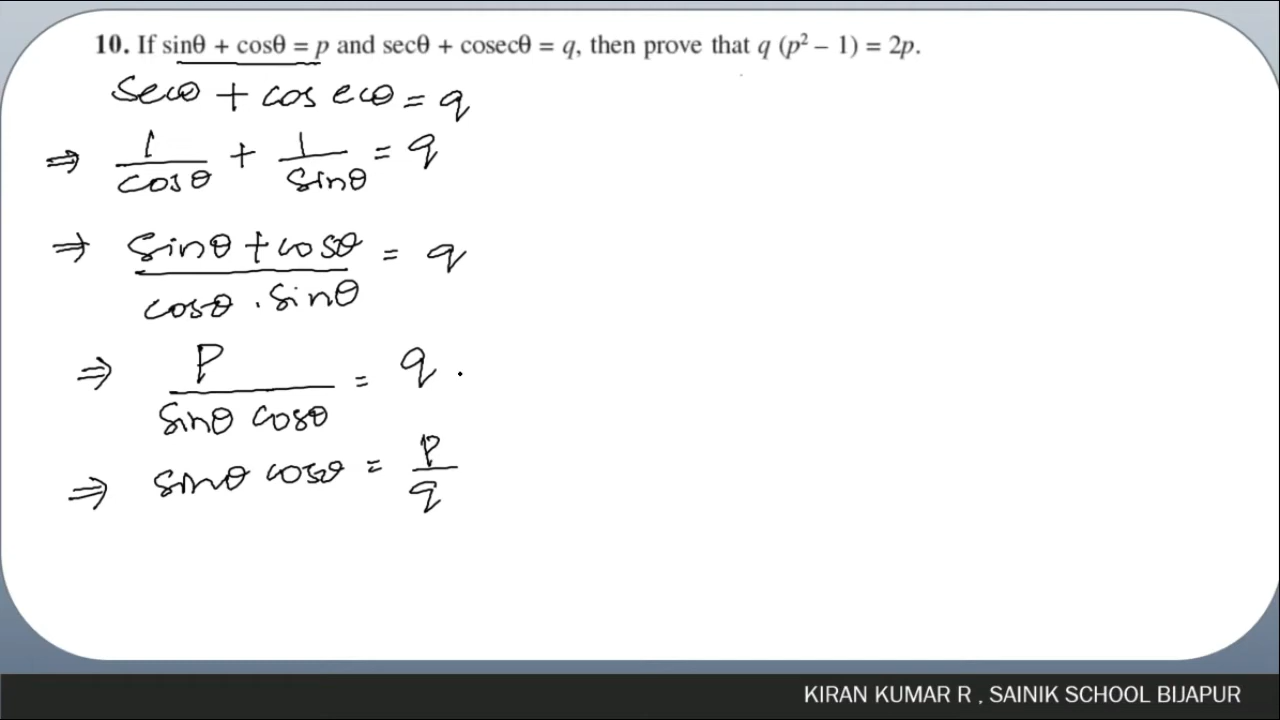 10. If sinθ + cosθ = p and secθ + cosecθ = q, then prove that q (p² – 1) = 2p.
secθ + cosecθ = q
⇒ 1/cosθ + 1/sinθ = q
⇒ sinθ + cosθ / cosθ . sinθ = q
⇒ P / sinθ cosθ = q .
⇒ sinθ cosθ = P/q
KIRAN KUMAR R , SAINIK SCHOOL BIJAPUR